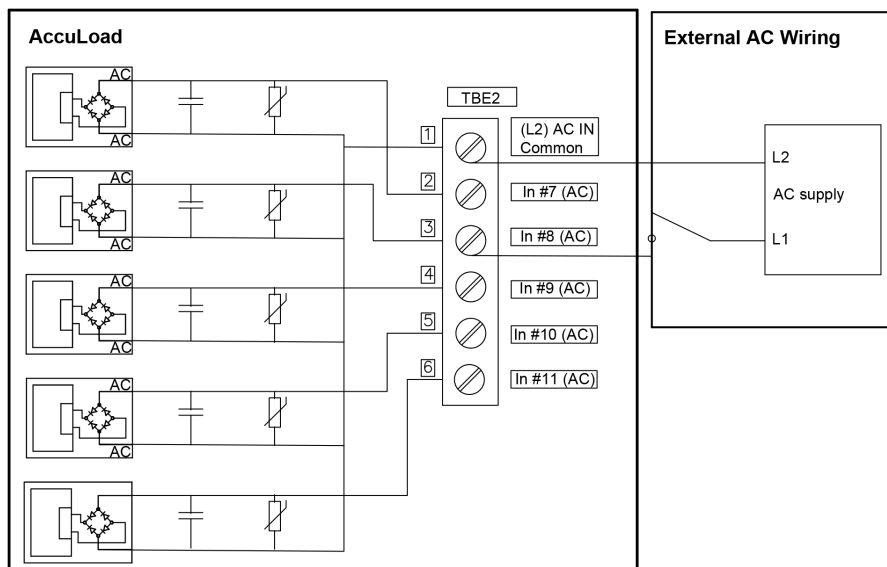 AccuLoad
External AC Wiring
AC
AC
AC
AC
AC
AC
AC
AC
TBE2
1
2
3
4
5
6
(L2) AC IN
Common
In #7 (AC)
In #8 (AC)
In #9 (AC)
In #10 (AC)
In #11 (AC)
L2
AC supply
L1